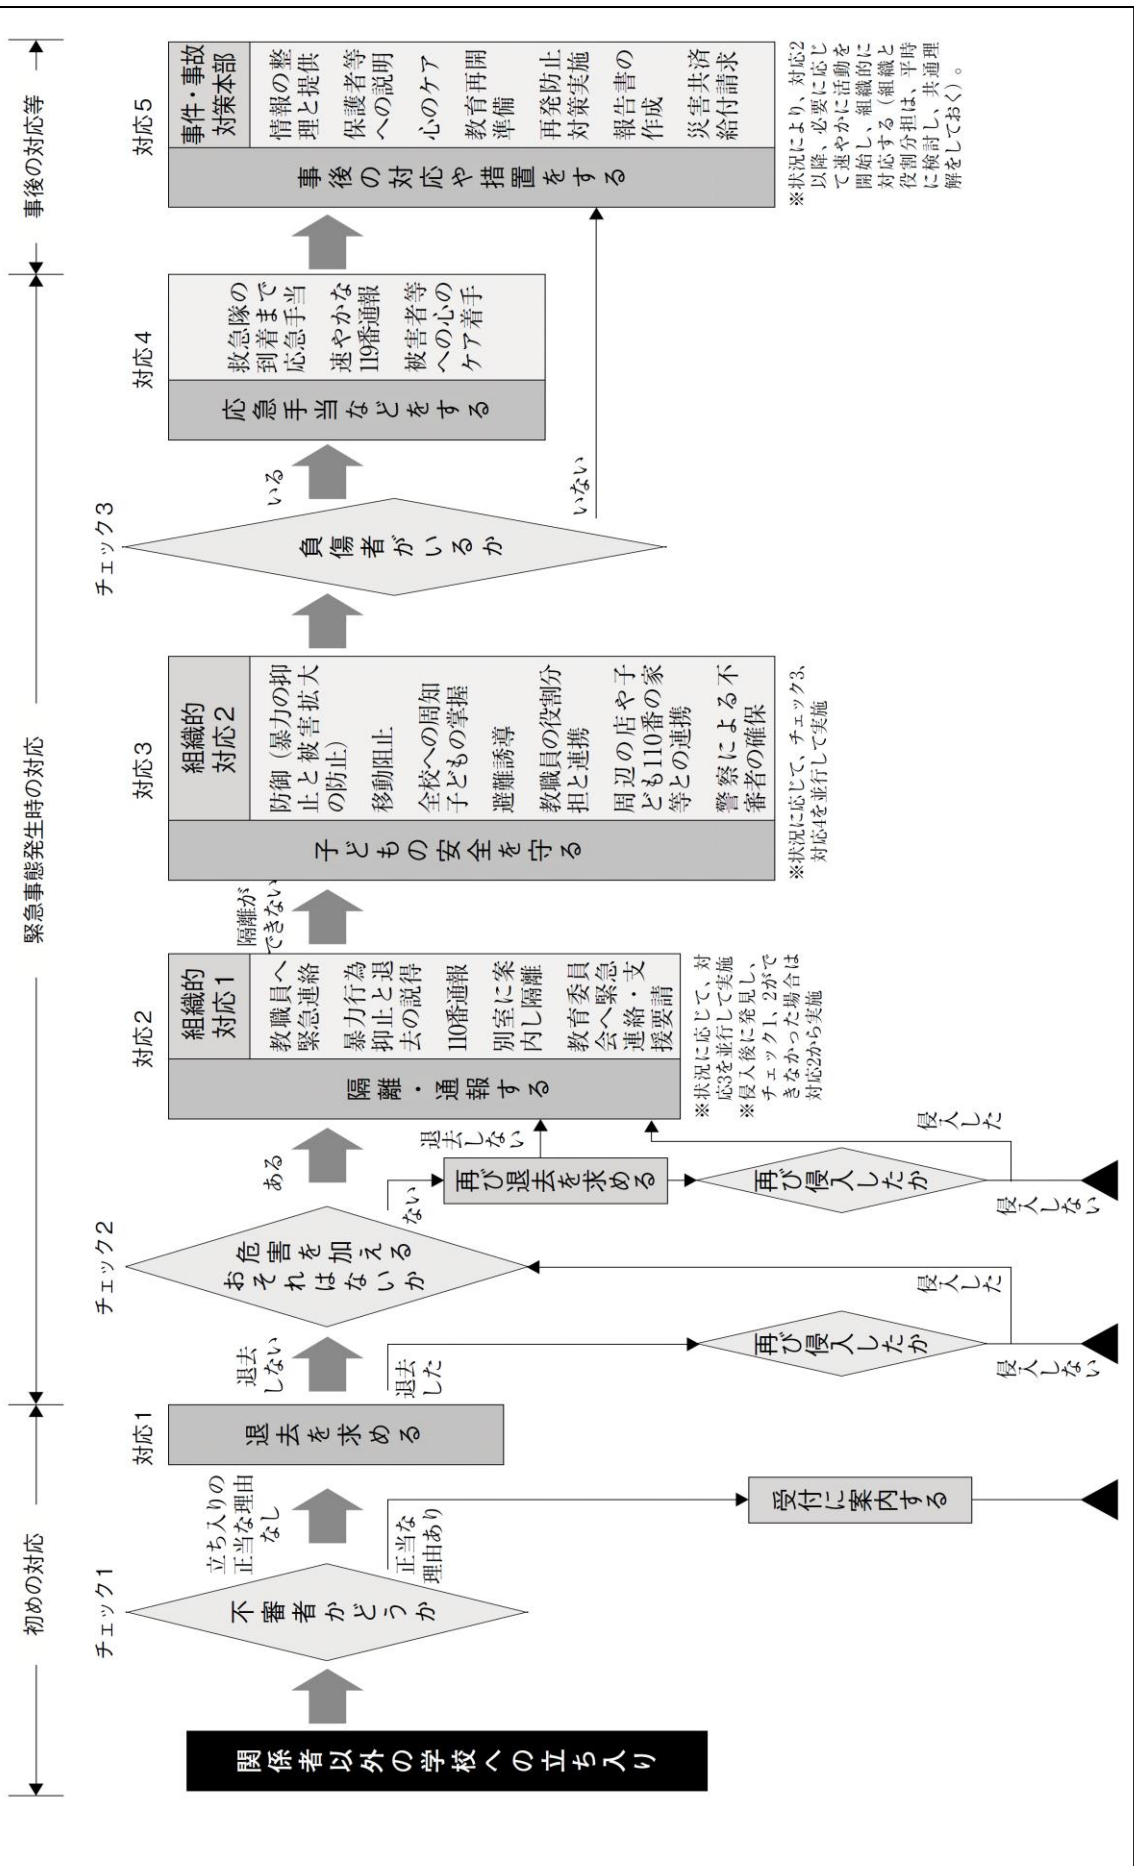 初めの対応
緊急事態発生時の対応
事後の対応等
関係者以外の学校への立ち入り
チェック1
不審者かどうか
立ち入りの
正当な理由
なし
正当な
理由あり
受付に案内する
対応1
退去を求める
退去
しない
退去
した
再び侵入したか
侵入した
侵入しない
チェック2
危害を加える
おそれはないか
ある
ない
再び退去を求める
退去
しない
再び侵入したか
侵入した
侵入しない
対応2
隔離・通報する
組織的
対応1
教職員へ
緊急連絡
暴力行為
抑止と退
去の説得
110番通報
別室に案
内し隔離
教育委員
会へ緊急
連絡・支
援要請
※状況に応じて、対
応3を並行して実施
※侵入後に発見し、
チェック1、2がで
きなかった場合は
対応2から実施
隔離が
できない
対応3
子どもの安全を守る
組織的
対応2
防御（暴力の抑
止と被害拡大
の防止）
移動阻止
全校への周知
子どもの掌握
避難誘導
教職員の役割分
担と連携
周辺の店や子
ども110番の家
等との連携
警察による不
審者の確保
※状況に応じて、チェック3、
対応4を並行して実施
チェック3
負傷者がいるか
いる
いない
対応4
応急手当などをする
救急隊の
到着まで
応急手当
速やかな
119番通報
被害者等
への心の
ケア着手
対応5
事後の対応や措置をする
事件・事故
対策本部
情報の整
理と提供
保護者等
への説明
心のケア
教育再開
準備
再発防止
対策実施
報告書の
作成
災害共済
給付請求
※状況により、対応2
以降、必要に応じ
て速やかに活動を
開始し、組織的に
対応する（組織と
役割分担は、平時
に検討し、共通理
解をしておく）。